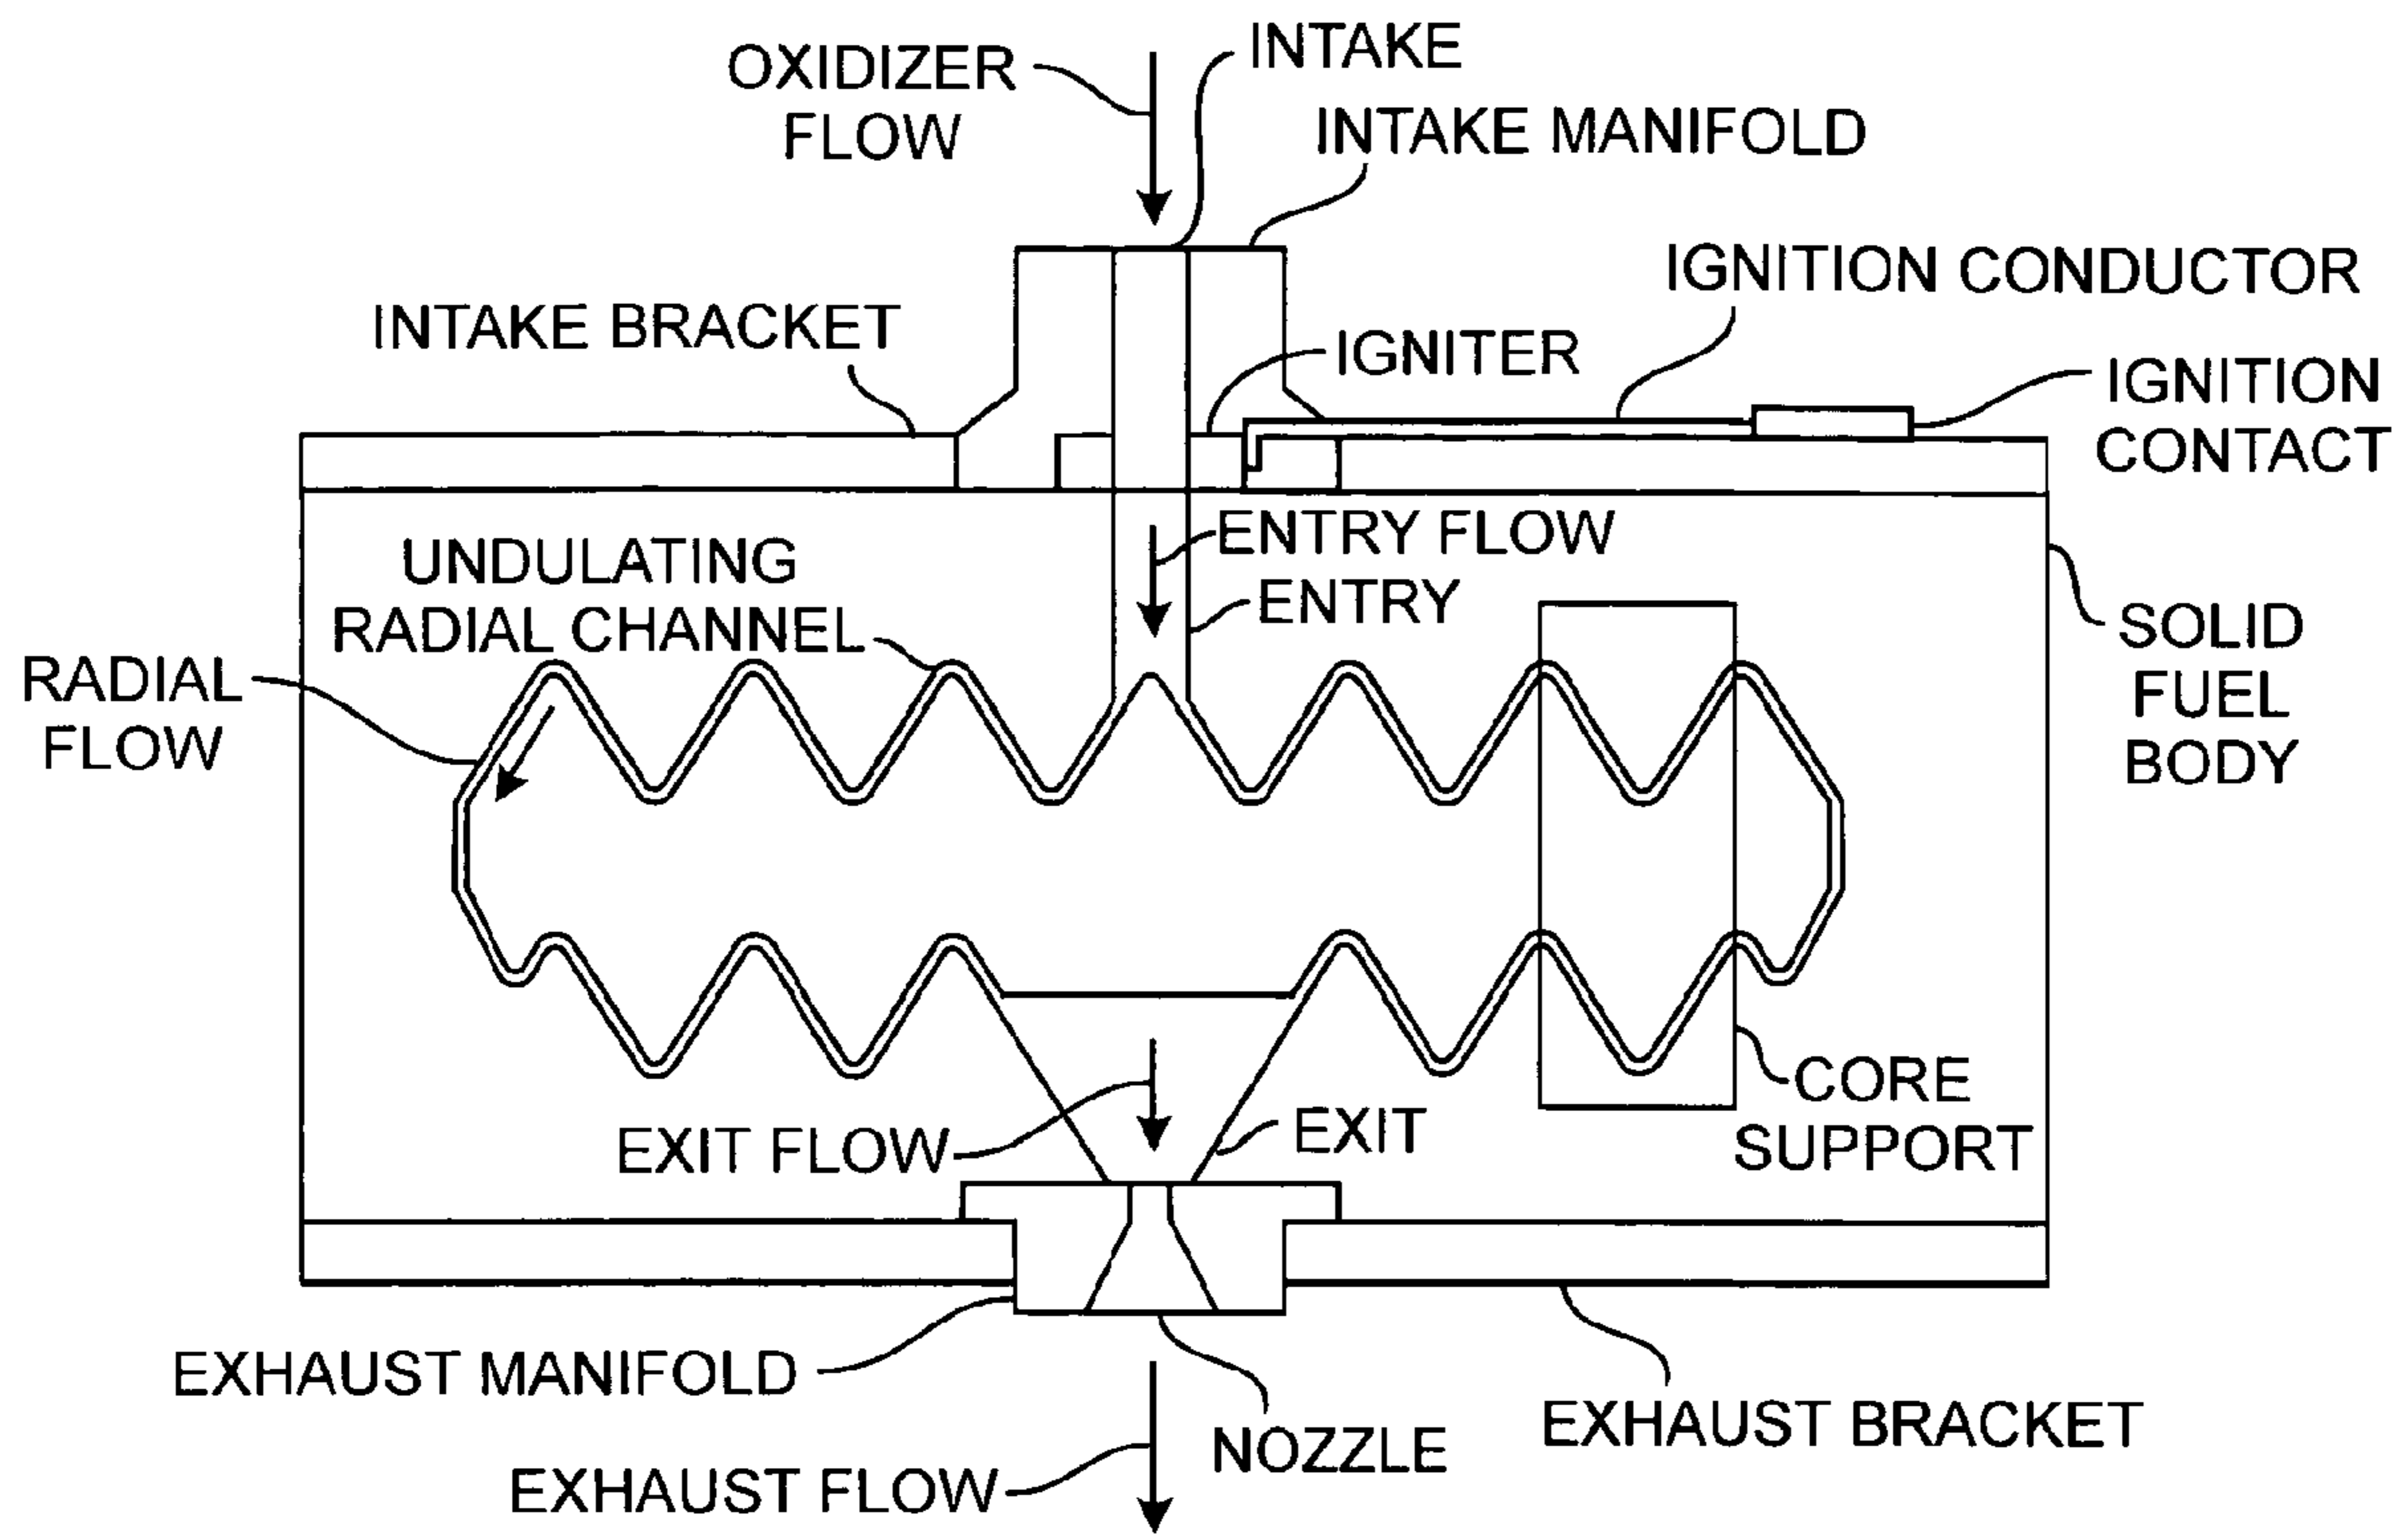 OXIDIZER
FLOW
INTAKE
INTAKE MANIFOLD
IGNITION CONDUCTOR
INTAKE BRACKET
IGNITER
IGNITION
CONTACT
ENTRY FLOW
UNDULATING
RADIAL CHANNEL
ENTRY
SOLID
FUEL
BODY
RADIAL
FLOW
CORE
SUPPORT
EXIT FLOW
EXIT
EXHAUST MANIFOLD
NOZZLE
EXHAUST BRACKET
EXHAUST FLOW